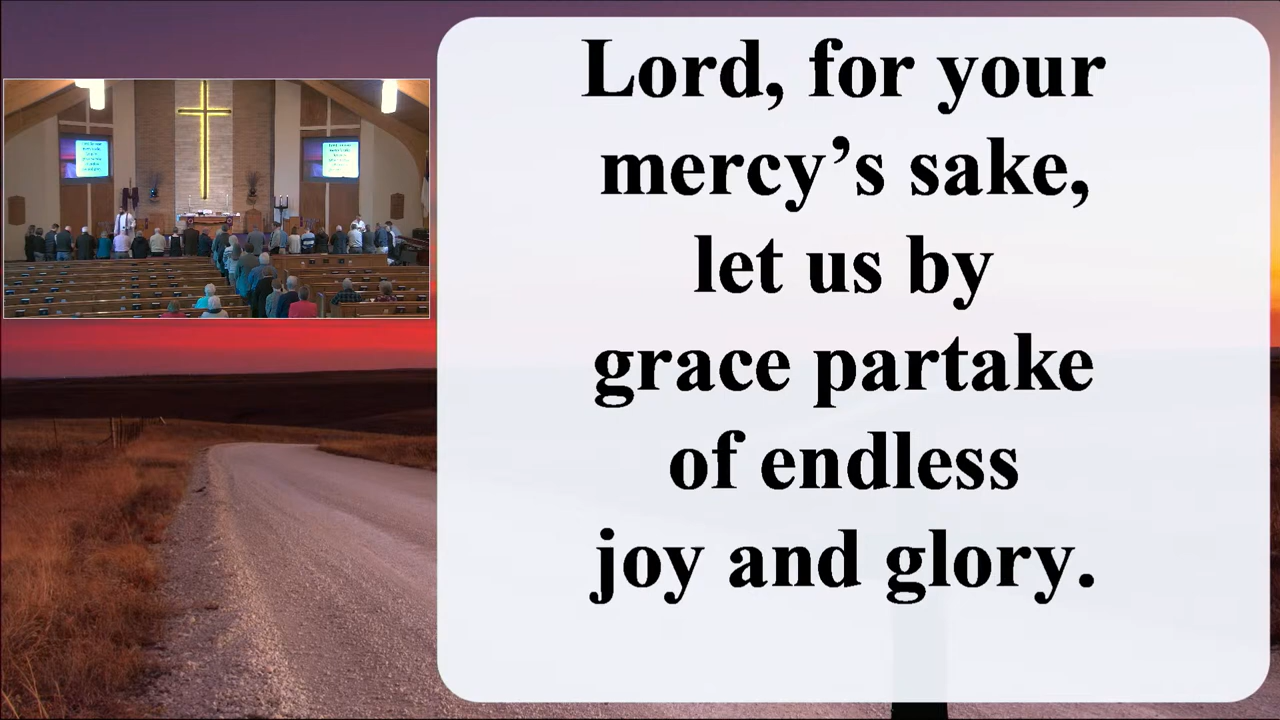 Lord, for your
mercy’s sake,
let us by
grace partake
of endless
joy and glory.